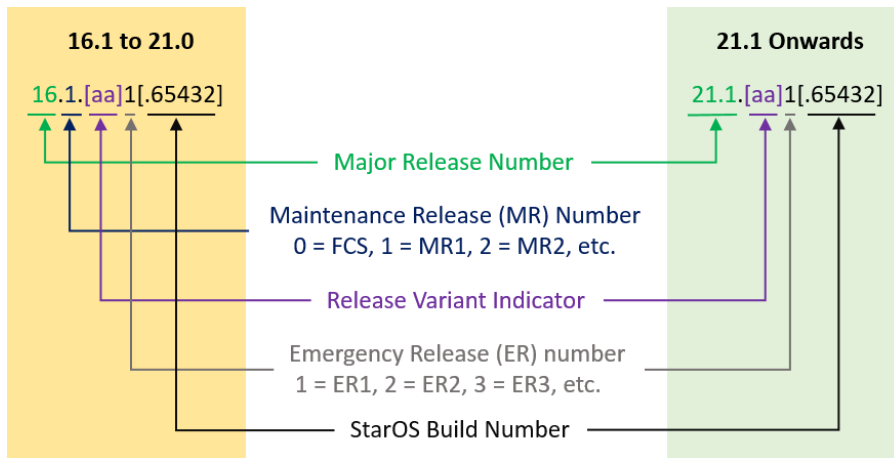 16.1 to 21.0
21.1 Onwards
16.1.[aa]1[.65432]
21.1.[aa]1[.65432]
Major Release Number
Maintenance Release (MR) Number
0 = FCS, 1 = MR1, 2 = MR2, etc.
Release Variant Indicator
Emergency Release (ER) number
1 = ER1, 2 = ER2, 3 = ER3, etc.
StarOS Build Number